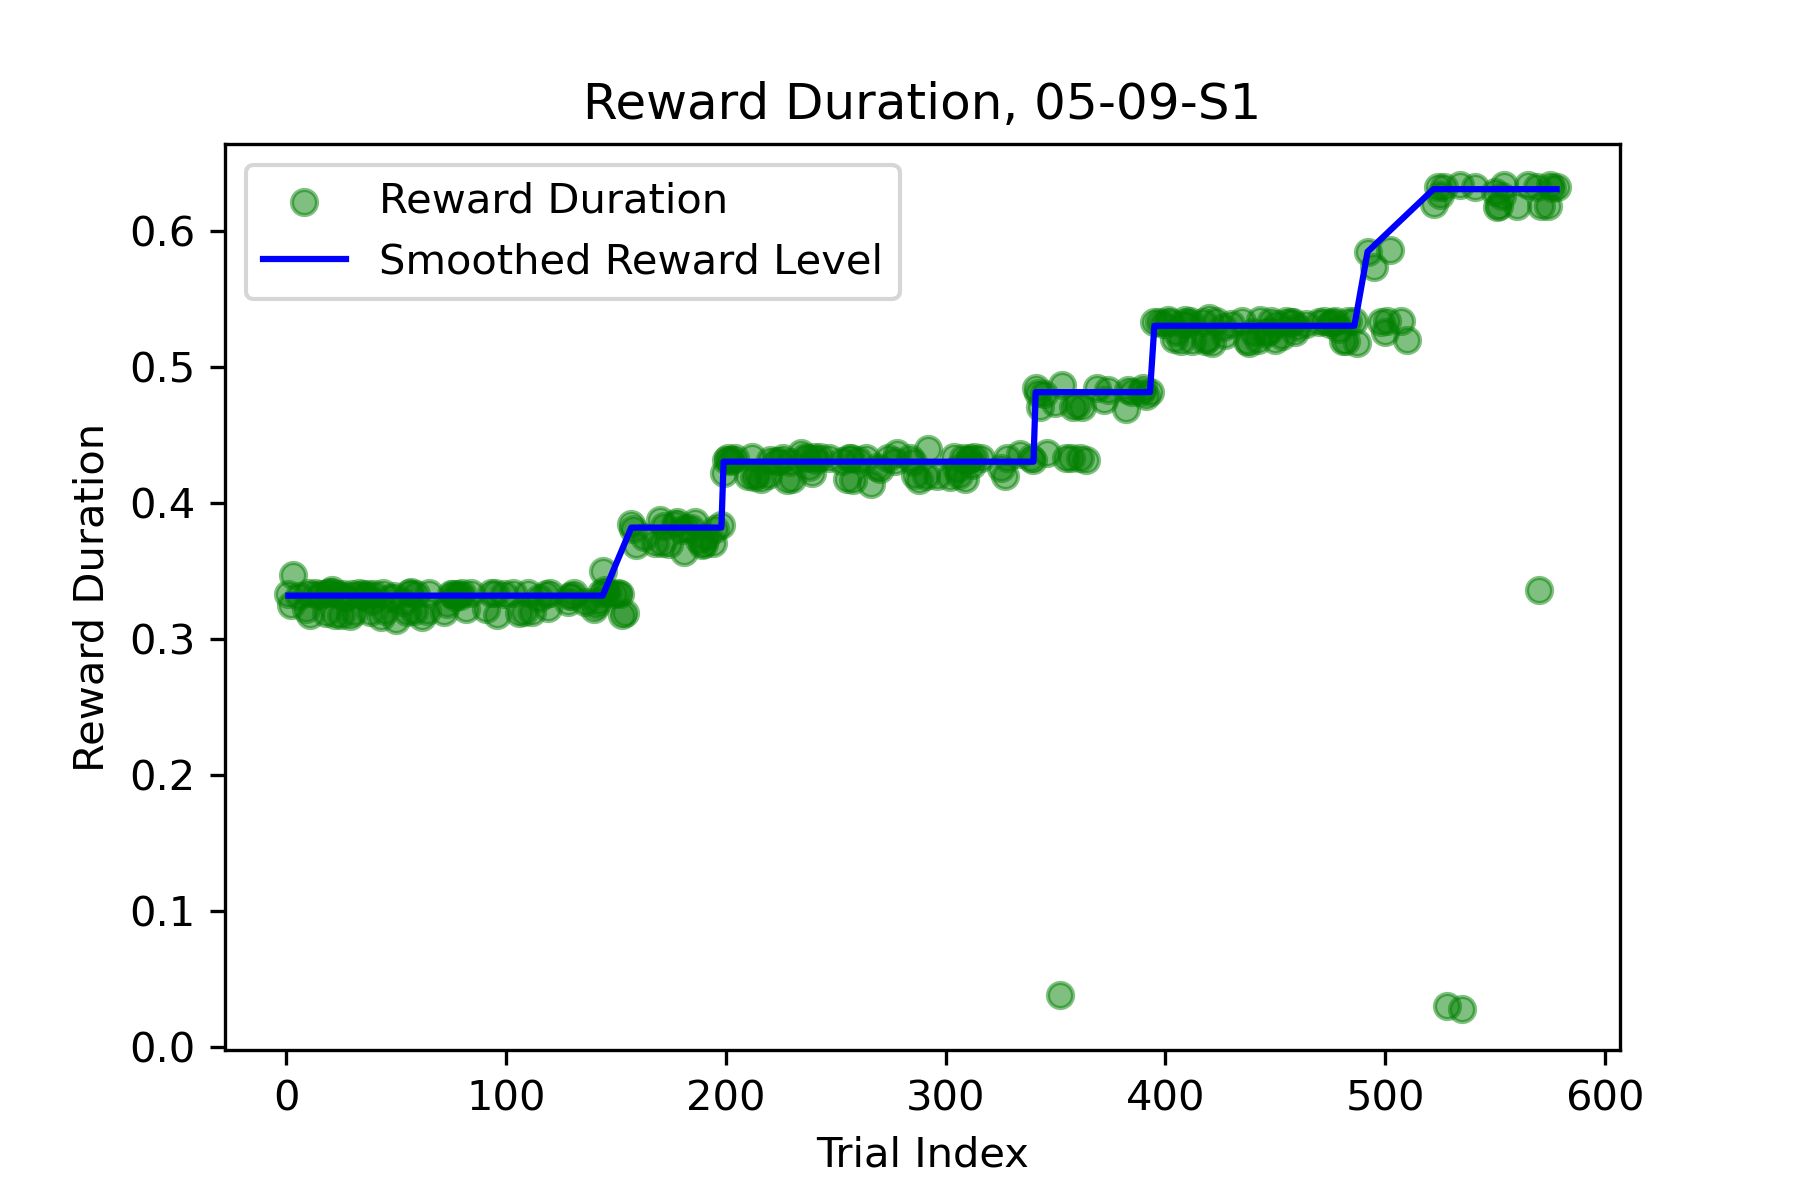 Reward Duration, 05-09-S1
Reward Duration
Smoothed Reward Level
0.6
0.5
0.4
0.3
0.2
0.1
0.0
Reward Duration
0 100 200 300 400 500 600
Trial Index